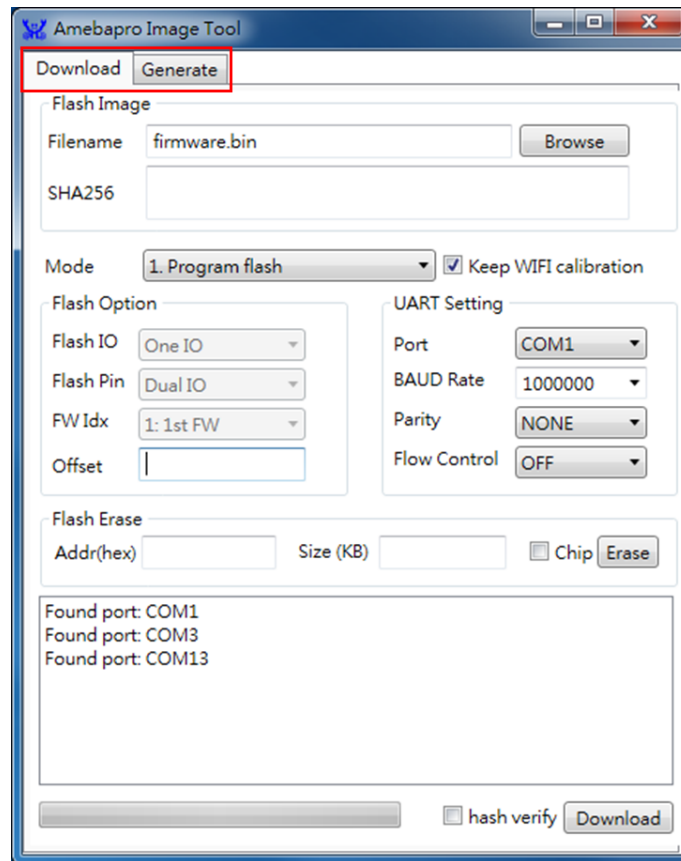 Amebapro Image Tool
Download Generate
Flash Image
Filename firmware.bin Browse
SHA256
Mode 1. Program flash Keep WIFI calibration
Flash Option UART Setting
Flash IO One IO Port COM1
Flash Pin Dual IO BAUD Rate 1000000
FW Idx 1: 1st FW Parity NONE
Offset Flow Control OFF
Flash Erase
Addr(hex) Size (KB) Chip Erase
Found port: COM1
Found port: COM3
Found port: COM13
hash verify Download